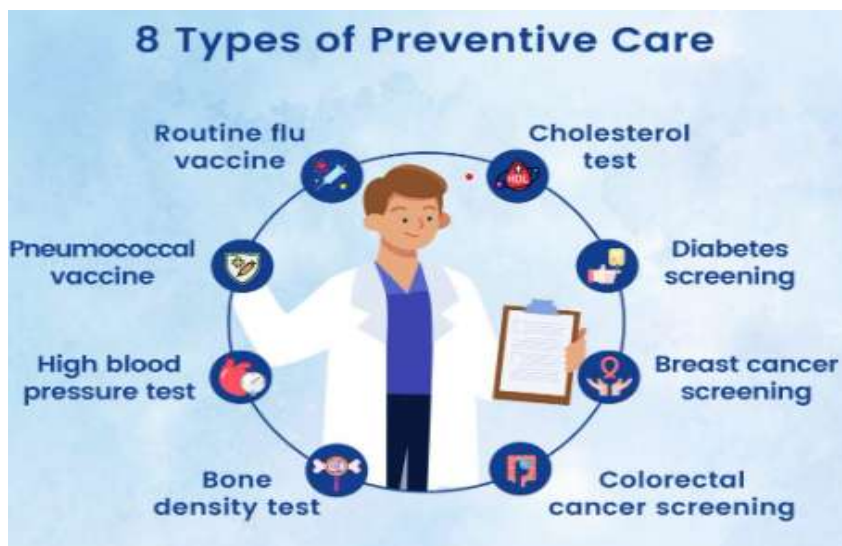 8 Types of Preventive Care
Routine flu
vaccine
Cholesterol
test
HDL
Pneumococcal
vaccine
Diabetes
screening
High blood
pressure test
Breast cancer
screening
Bone
density test
Colorectal
cancer screening